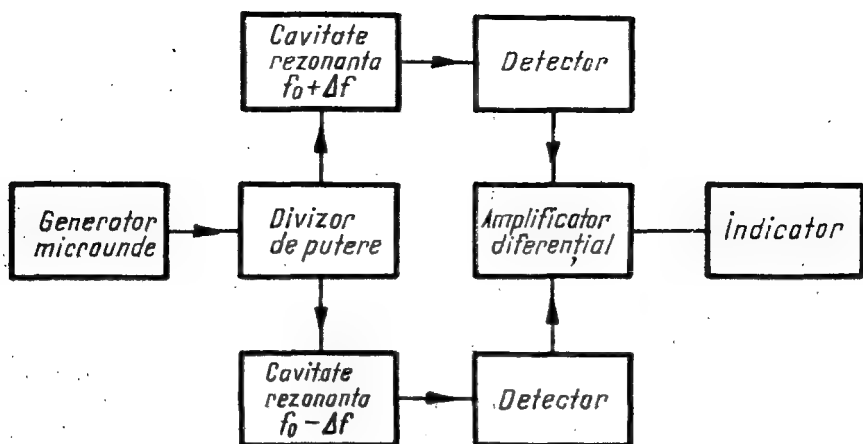 Cavitate
rezonanta
f₀+Δf
Detector
Generator
microunde
Divizor
de putere
Amplificator
diferențial
Indicator
Cavitate
rezonanta
f₀−Δf
Detector